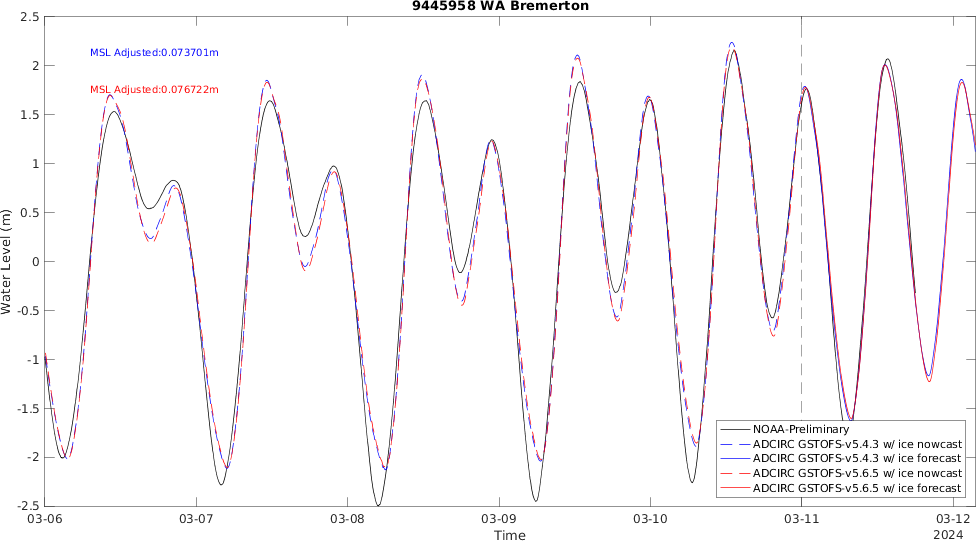 9445958 WA Bremerton
MSL Adjusted:0.073701m
MSL Adjusted:0.076722m
Water Level (m)
2.5
2
1.5
1
0.5
0
-0.5
-1
-1.5
-2
-2.5
NOAA-Preliminary
ADCIRC GSTOFS-v5.4.3 w/ ice nowcast
ADCIRC GSTOFS-v5.4.3 w/ ice forecast
ADCIRC GSTOFS-v5.6.5 w/ ice nowcast
ADCIRC GSTOFS-v5.6.5 w/ ice forecast
03-06 03-07 03-08 03-09 03-10 03-11 03-12
Time
2024